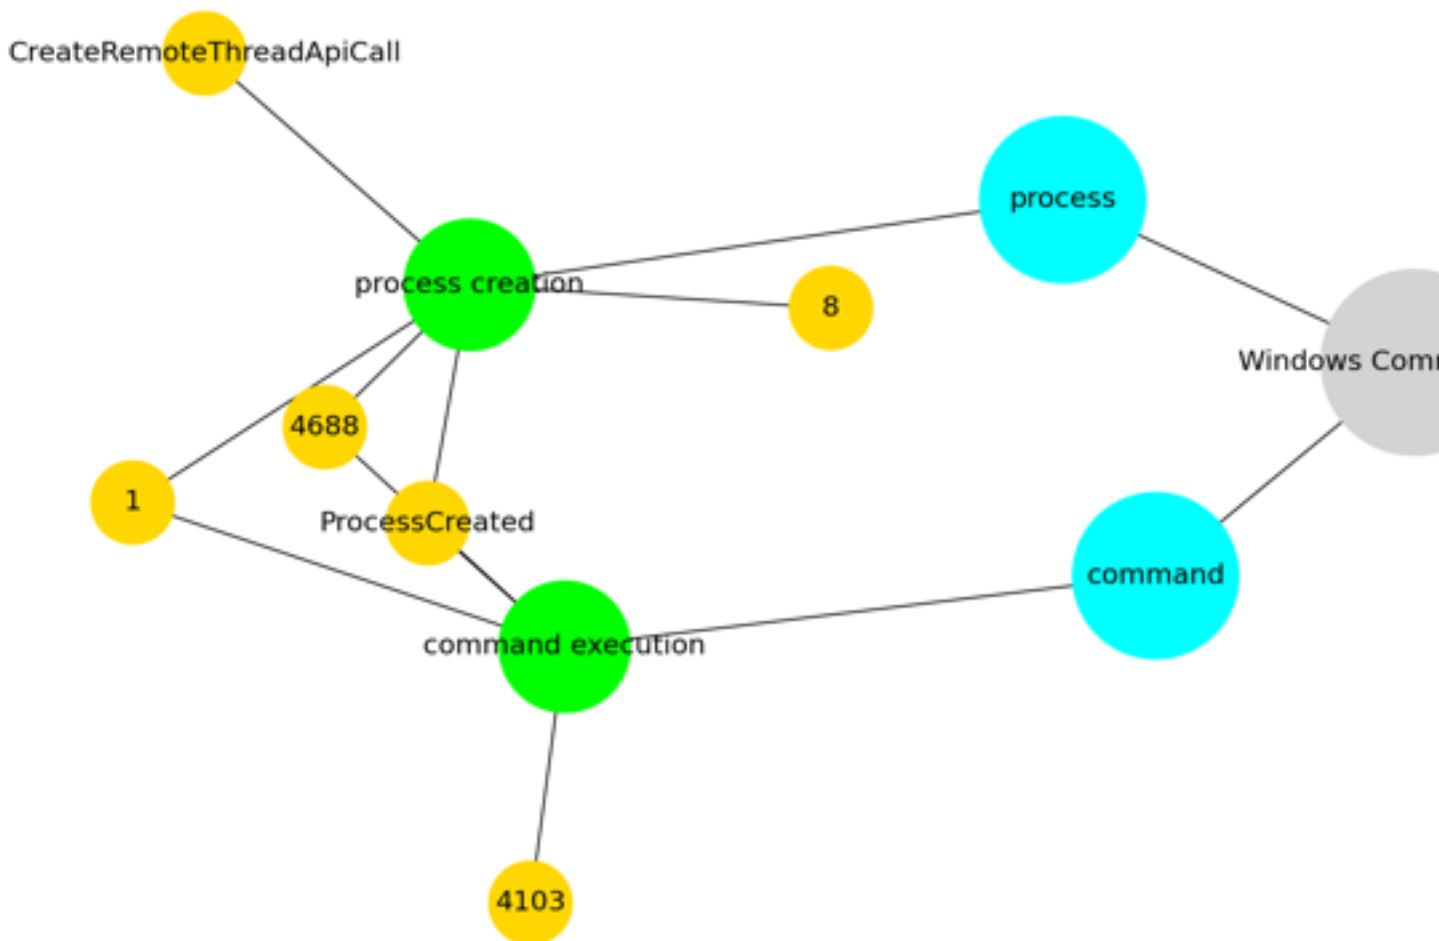 CreateRemoteThreadApiCall
process
process creation
8
Windows Com
4688
1
ProcessCreated
command
command execution
4103